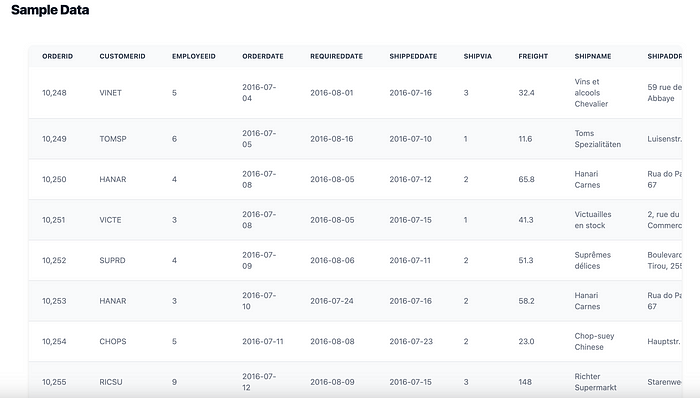 Sample Data
ORDERID CUSTOMERID EMPLOYEEID ORDERDATE REQUIREDDATE SHIPPEDDATE SHIPVIA FREIGHT SHIPNAME SHIPADDR
10,248 VINET 5 2016-07-04 2016-08-01 2016-07-16 3 32.4 Vins et alcools Chevalier 59 rue de Abbaye
10,249 TOMSP 6 2016-07-05 2016-08-16 2016-07-10 1 11.6 Toms Spezialitäten Luisenstr.
10,250 HANAR 4 2016-07-08 2016-08-05 2016-07-12 2 65.8 Hanari Carnes Rua do Pa 67
10,251 VICTE 3 2016-07-08 2016-08-05 2016-07-15 1 41.3 Victuailles en stock 2, rue du Commerc
10,252 SUPRD 4 2016-07-09 2016-08-06 2016-07-11 2 51.3 Suprêmes délices Boulevard Tirou, 255
10,253 HANAR 3 2016-07-10 2016-07-24 2016-07-16 2 58.2 Hanari Carnes Rua do Pa 67
10,254 CHOPS 5 2016-07-11 2016-08-08 2016-07-23 2 23.0 Chop-suey Chinese Hauptstr.
10,255 RICSU 9 2016-07-12 2016-08-09 2016-07-15 3 148 Richter Supermarkt Starenwe